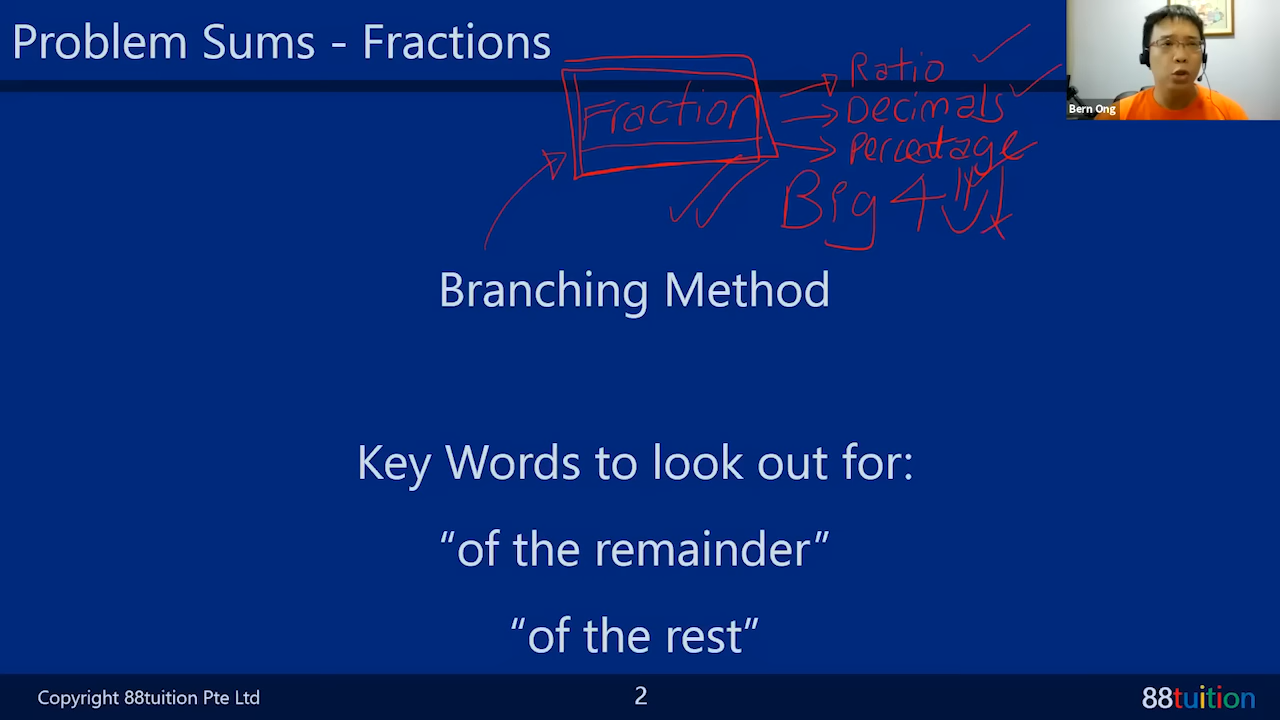 Problem Sums - Fractions
Fraction
Ratio
Decimals
Percentage
Big 4
Bern Ong
Branching Method
Key Words to look out for:
“of the remainder”
“of the rest”
Copyright 88tuition Pte Ltd
2
88tuition